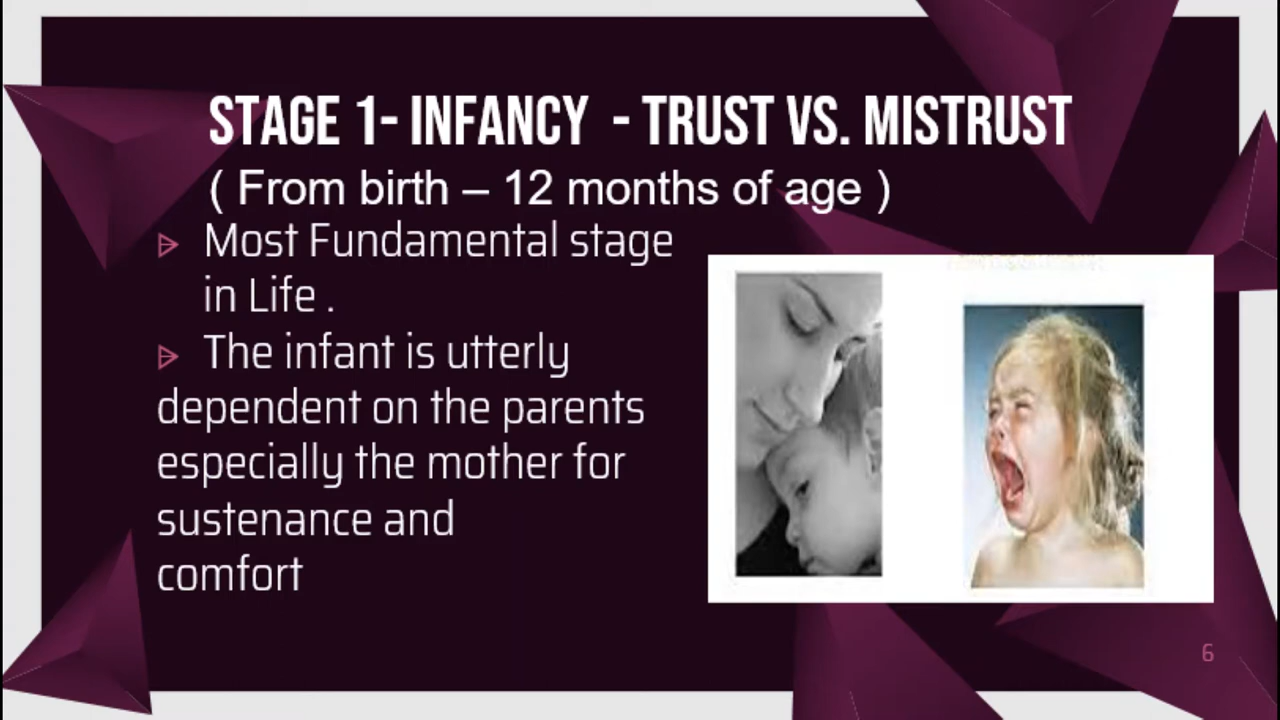 STAGE 1- INFANCY - TRUST VS. MISTRUST
( From birth – 12 months of age )
Most Fundamental stage
in Life .
The infant is utterly
dependent on the parents
especially the mother for
sustenance and
comfort
6